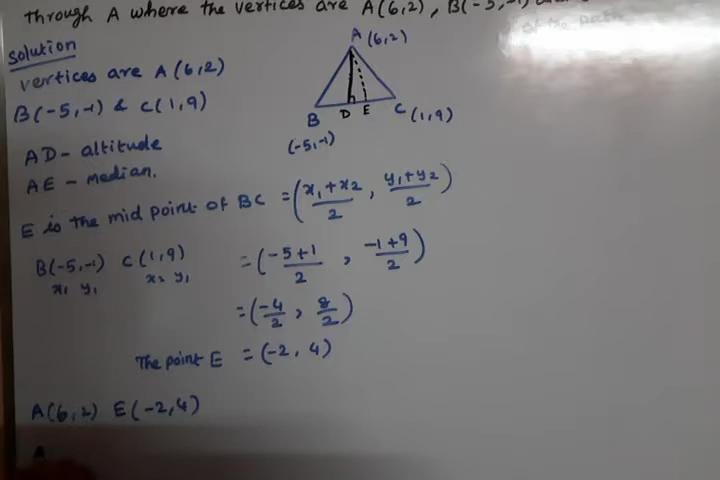 through A where the vertices are A(6,2), B(-5,-1)
Solution
vertices are A(6,2)
B(-5,-1) & C(1,9)
A (6,2)
B
D
E
C (1,9)
(-5,-1)
AD - altitude
AE - median.
E is the mid point of BC = (x1+x2/2, y1+y2/2)
B(-5,-1) C(1,9) = (-5+1/2, -1+9/2)
x1 y1 x2 y1
= (-4/2, 8/2)
The point E = (-2, 4)
A(6,2) E(-2,4)
A